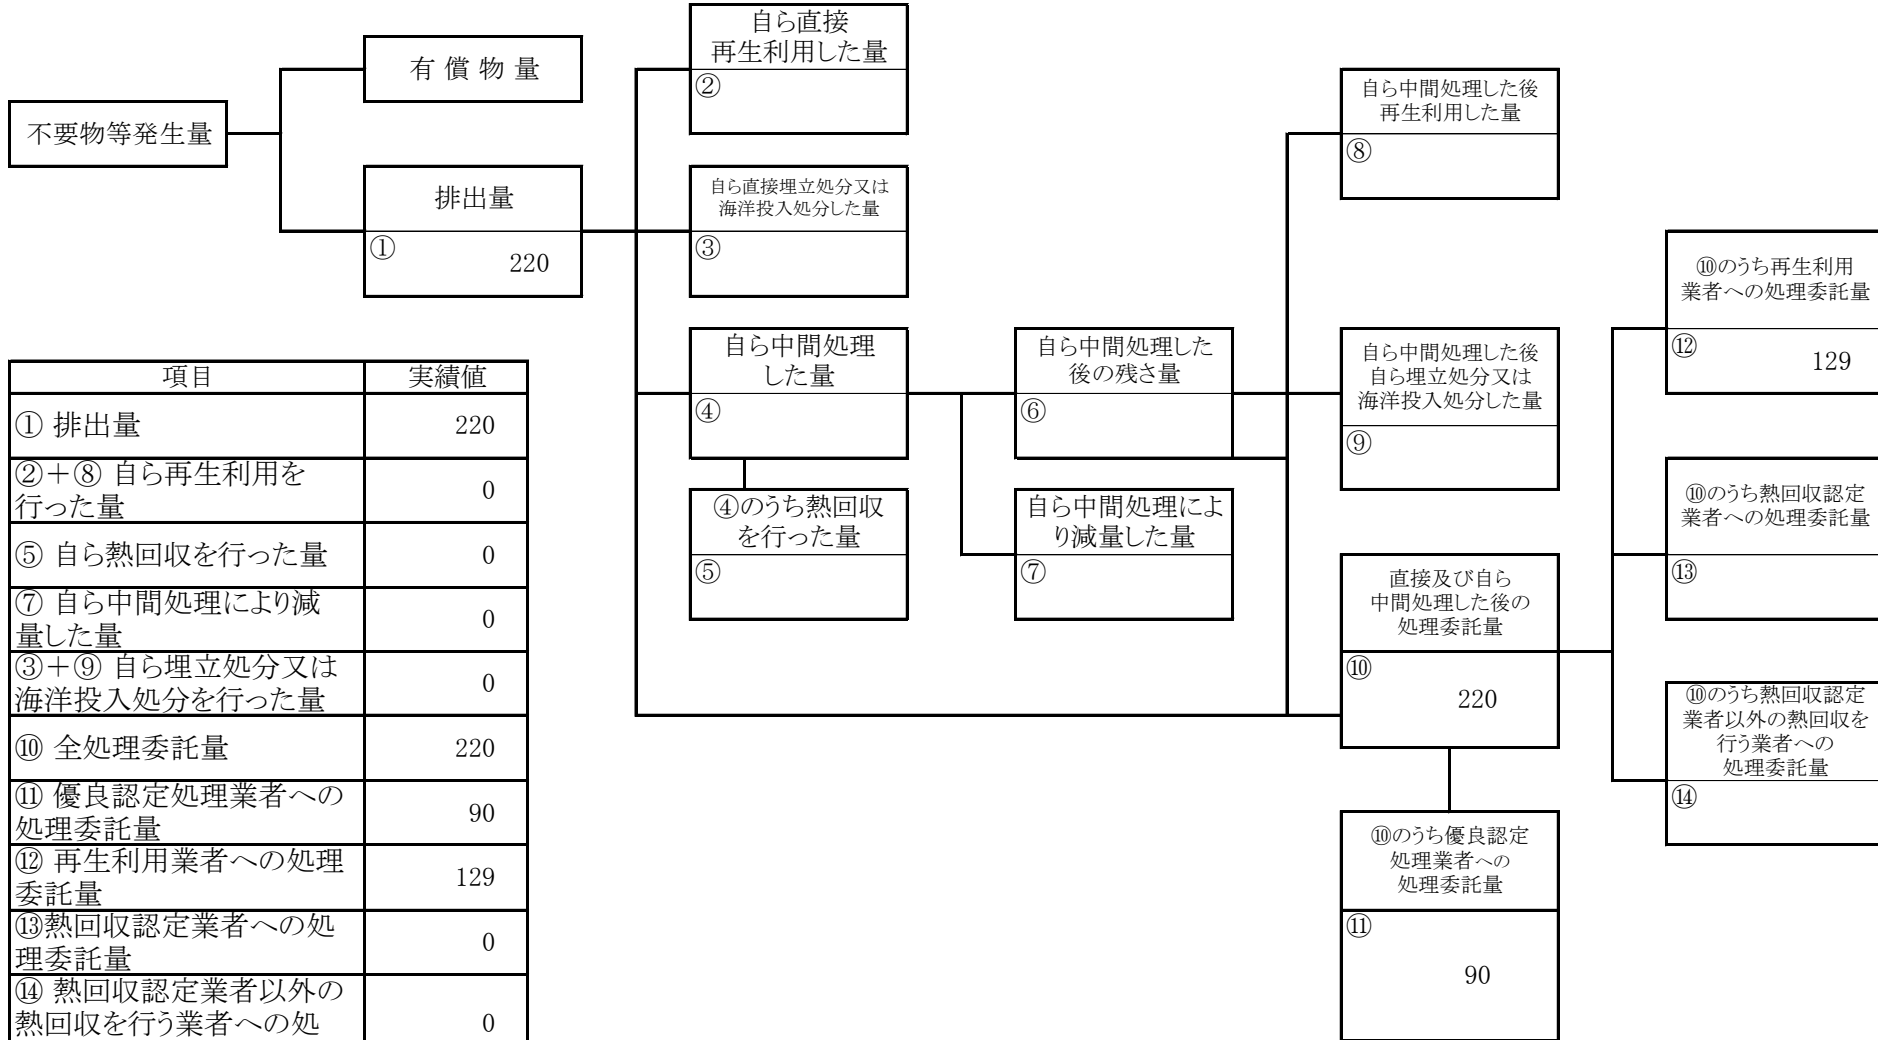 不要物等発生量
有 償 物 量
排出量
①
220
自ら直接
再生利用した量
②
自ら直接埋立処分又は
海洋投入処分した量
③
自ら中間処理
した量
④
④のうち熱回収
を行った量
⑤
自ら中間処理した
後の残さ量
⑥
自ら中間処理によ
り減量した量
⑦
自ら中間処理した後
再生利用した量
⑧
自ら中間処理した後
自ら埋立処分又は
海洋投入処分した量
⑨
直接及び自ら
中間処理した後の
処理委託量
⑩
220
⑩のうち優良認定
処理業者への
処理委託量
⑪
90
⑩のうち再生利用
業者への処理委託量
⑫
129
⑩のうち熱回収認定
業者への処理委託量
⑬
⑩のうち熱回収認定
業者以外の熱回収を
行う業者への
処理委託量
⑭
項目 実績値
① 排出量 220
②＋⑧ 自ら再生利用を
行った量 0
⑤ 自ら熱回収を行った量 0
⑦ 自ら中間処理により減
量した量 0
③＋⑨ 自ら埋立処分又は
海洋投入処分を行った量 0
⑩ 全処理委託量 220
⑪ 優良認定処理業者への
処理委託量 90
⑫ 再生利用業者への処理
委託量 129
⑬熱回収認定業者への処
理委託量 0
⑭ 熱回収認定業者以外の
熱回収を行う業者への処 0